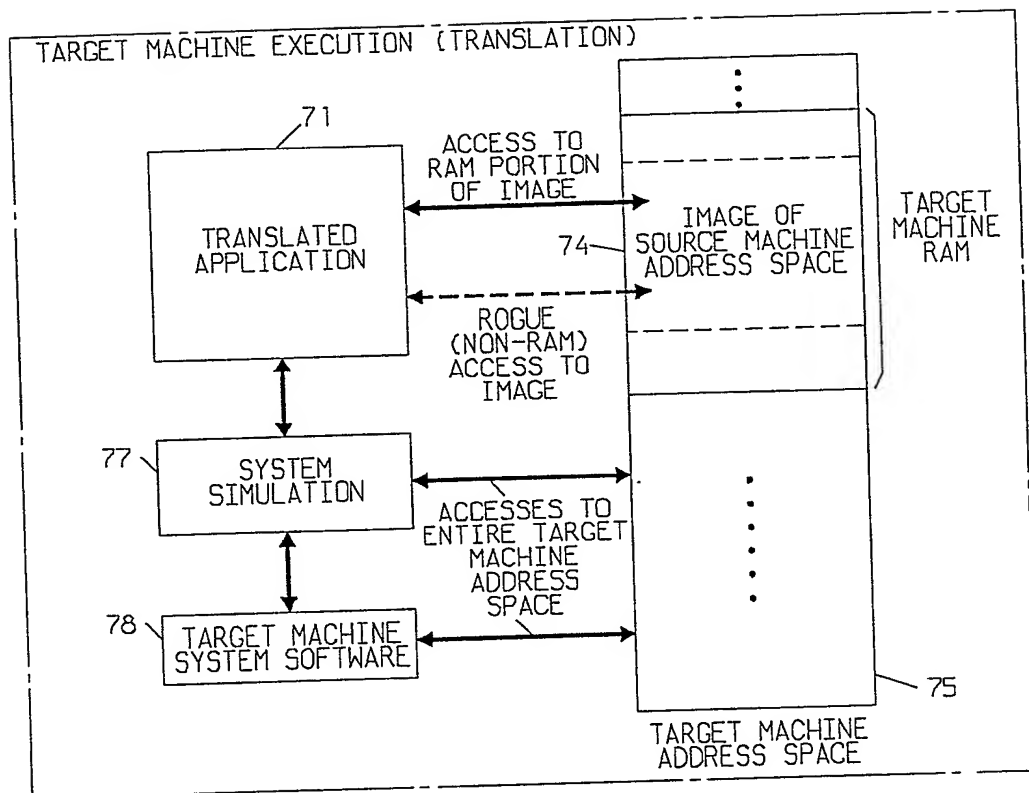 TARGET MACHINE EXECUTION (TRANSLATION)
71
ACCESS TO
RAM PORTION
OF IMAGE
TRANSLATED
APPLICATION
74
IMAGE OF
SOURCE MACHINE
ADDRESS SPACE
TARGET
MACHINE
RAM
ROGUE
(NON-RAM)
ACCESS TO
IMAGE
77
SYSTEM
SIMULATION
ACCESSES TO
ENTIRE TARGET
MACHINE
ADDRESS
SPACE
78
TARGET MACHINE
SYSTEM SOFTWARE
75
TARGET MACHINE
ADDRESS SPACE